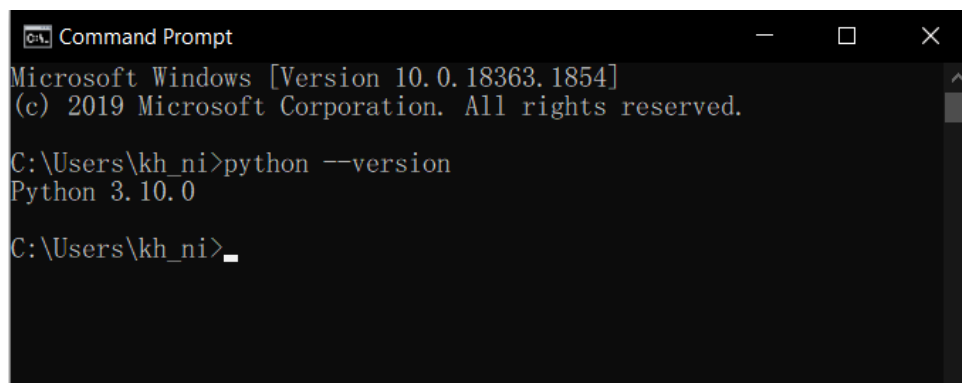 Command Prompt
Microsoft Windows [Version 10.0.18363.1854]
(c) 2019 Microsoft Corporation. All rights reserved.
C:\Users\kh_ni>python --version
Python 3.10.0
C:\Users\kh_ni>